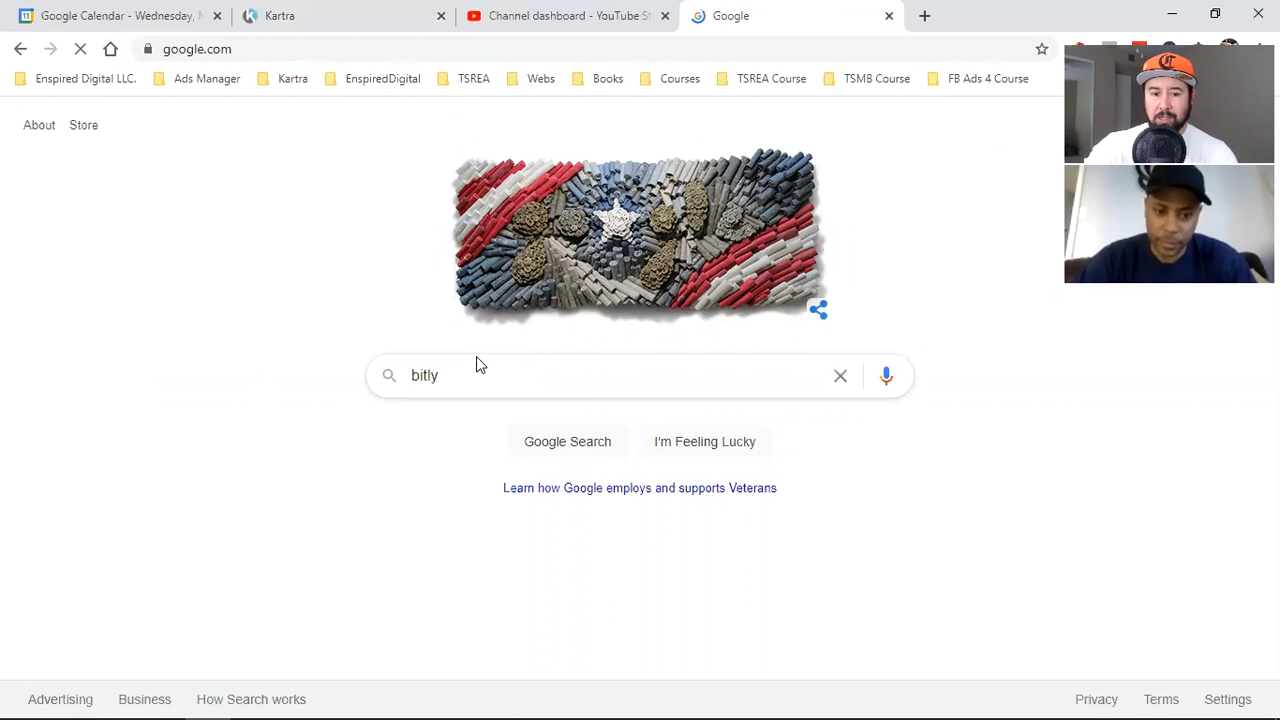 Google Calendar - Wednesday, N
Kartra
Channel dashboard - YouTube St
Google
google.com
Enspired Digital LLC.
Ads Manager
Kartra
EnspiredDigital
TSREA
Webs
Books
Courses
TSREA Course
TSMB Course
FB Ads 4 Course
About
Store
bitly
Google Search
I'm Feeling Lucky
Learn how Google employs and supports Veterans
Advertising
Business
How Search works
Privacy
Terms
Settings